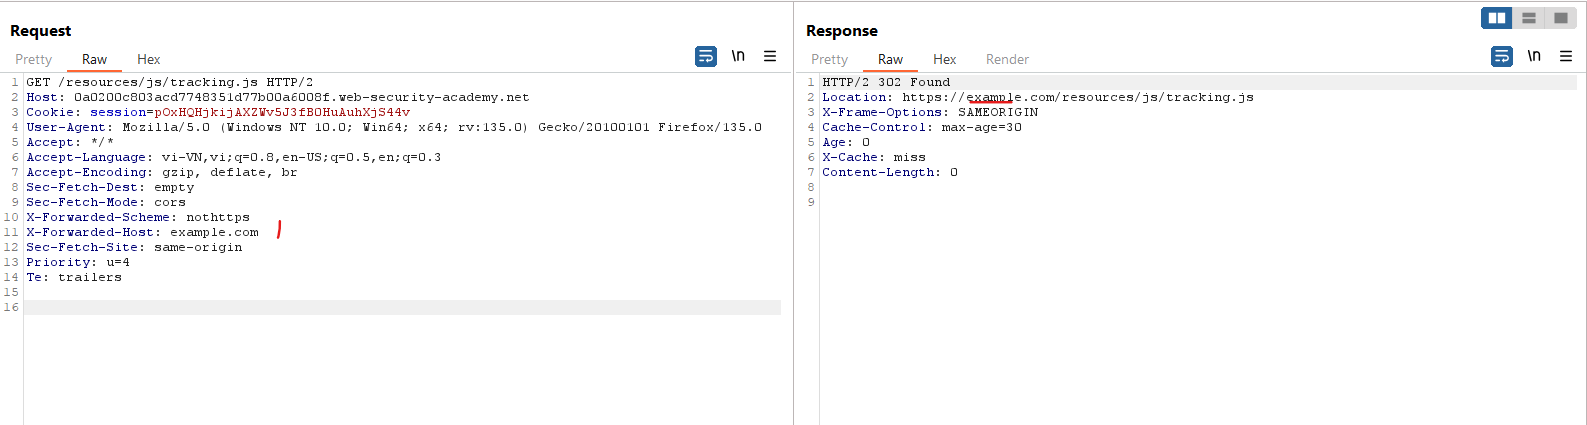 Request
Pretty Raw Hex
\n
1 GET /resources/js/tracking.js HTTP/2
2 Host: 0a0200c803acd7748351d77b00a6008f.web-security-academy.net
3 Cookie: session=pOxHQHjkijAXZWv5J3fB0HuAuhXjS44v
4 User-Agent: Mozilla/5.0 (Windows NT 10.0; Win64; x64; rv:135.0) Gecko/20100101 Firefox/135.0
5 Accept: */*
6 Accept-Language: vi-VN,vi;q=0.8,en-US;q=0.5,en;q=0.3
7 Accept-Encoding: gzip, deflate, br
8 Sec-Fetch-Dest: empty
9 Sec-Fetch-Mode: cors
10 X-Forwarded-Scheme: nothttps
11 X-Forwarded-Host: example.com
12 Sec-Fetch-Site: same-origin
13 Priority: u=4
14 Te: trailers
15
16
Response
Pretty Raw Hex Render
\n
1 HTTP/2 302 Found
2 Location: https://example.com/resources/js/tracking.js
3 X-Frame-Options: SAMEORIGIN
4 Cache-Control: max-age=30
5 Age: 0
6 X-Cache: miss
7 Content-Length: 0
8
9